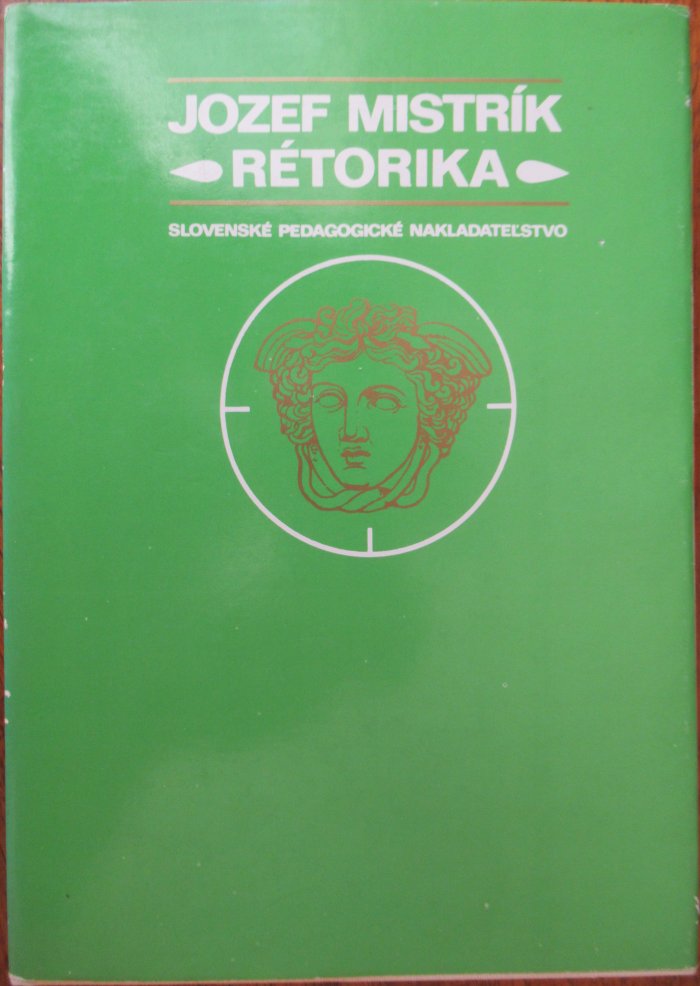 JOZEF MISTRÍK
RÉTORIKA
SLOVENSKÉ PEDAGOGICKÉ NAKLADATEĽSTVO